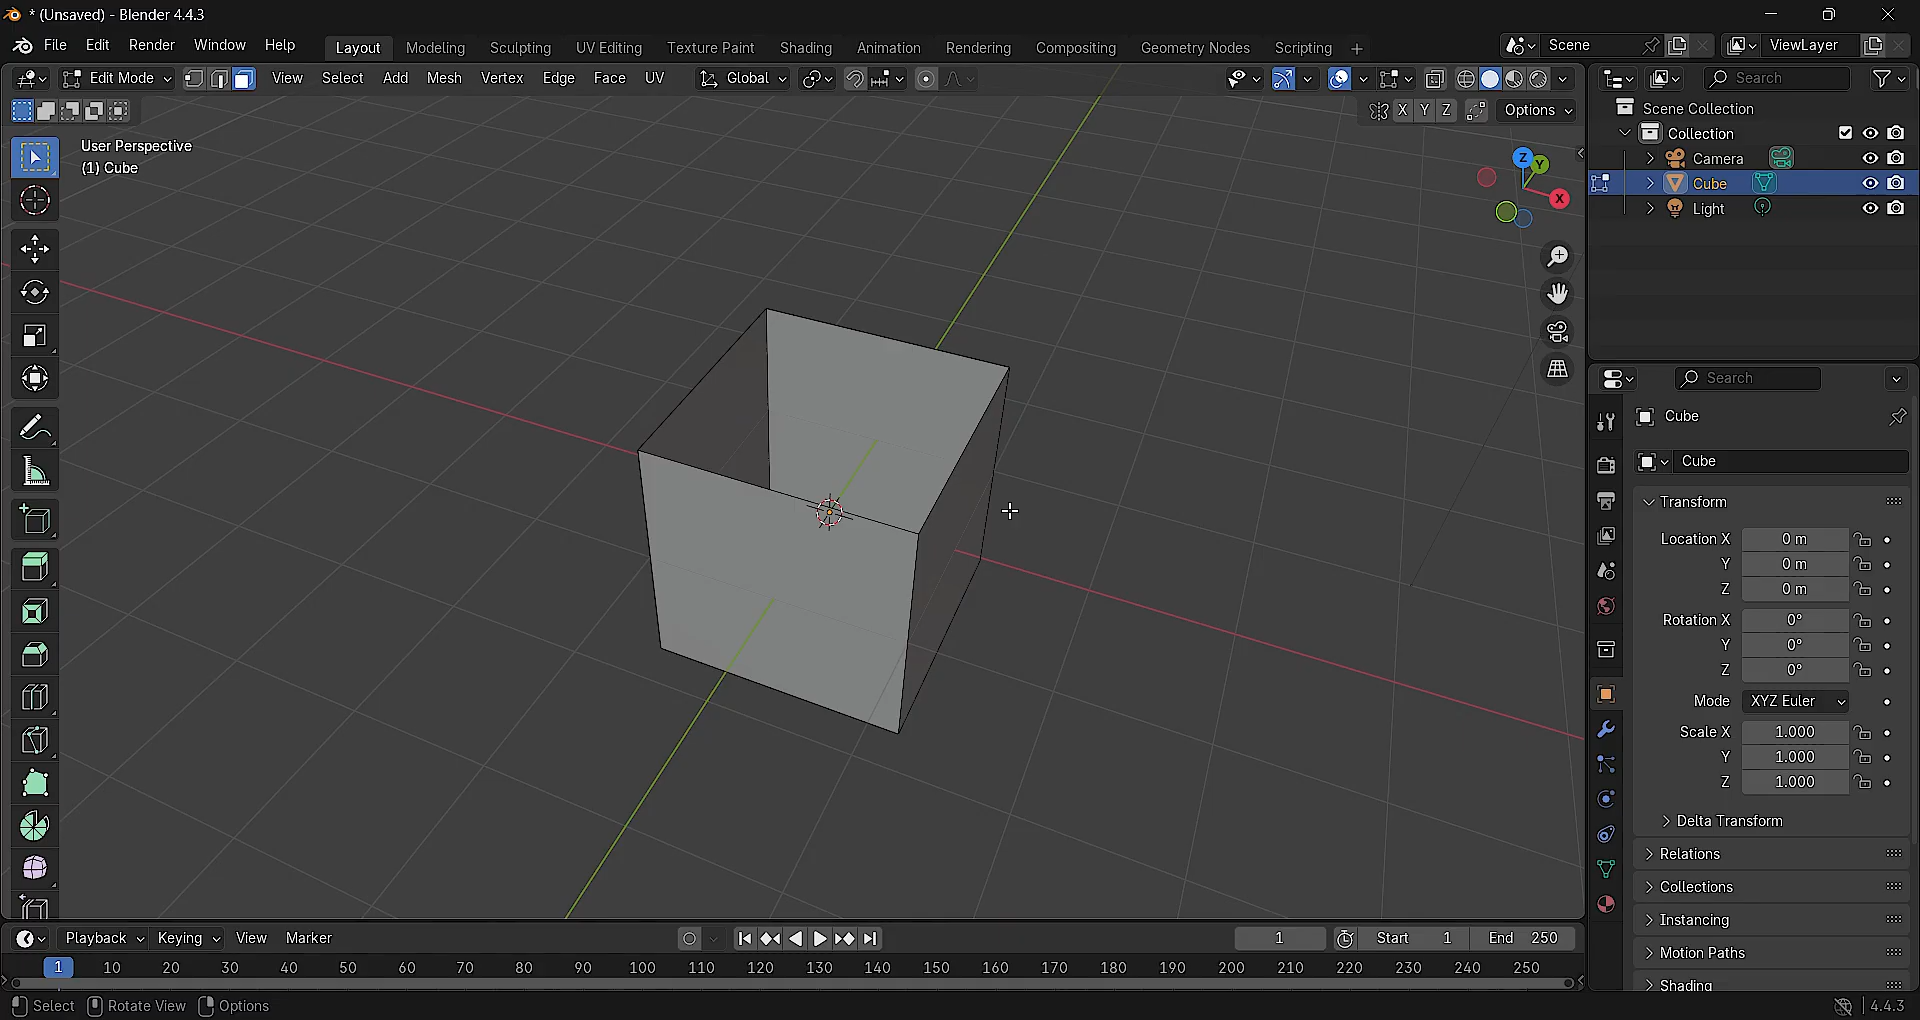 * (Unsaved) - Blender 4.4.3
File Edit Render Window Help Layout Modeling Sculpting UV Editing Texture Paint Shading Animation Rendering Compositing Geometry Nodes Scripting + Scene ViewLayer
Edit Mode View Select Add Mesh Vertex Edge Face UV Global Search
X Y Z Options
User Perspective
(1) Cube
Z Y X
Scene Collection
Collection
Camera
Cube
Light
Search
Cube
Cube
Transform
Location X 0 m
Y 0 m
Z 0 m
Rotation X 0°
Y 0°
Z 0°
Mode XYZ Euler
Scale X 1.000
Y 1.000
Z 1.000
Delta Transform
Relations
Collections
Instancing
Motion Paths
Shading
Playback Keying View Marker 1 Start 1 End 250
1 10 20 30 40 50 60 70 80 90 100 110 120 130 140 150 160 170 180 190 200 210 220 230 240 250
Select Rotate View Options 4.4.3